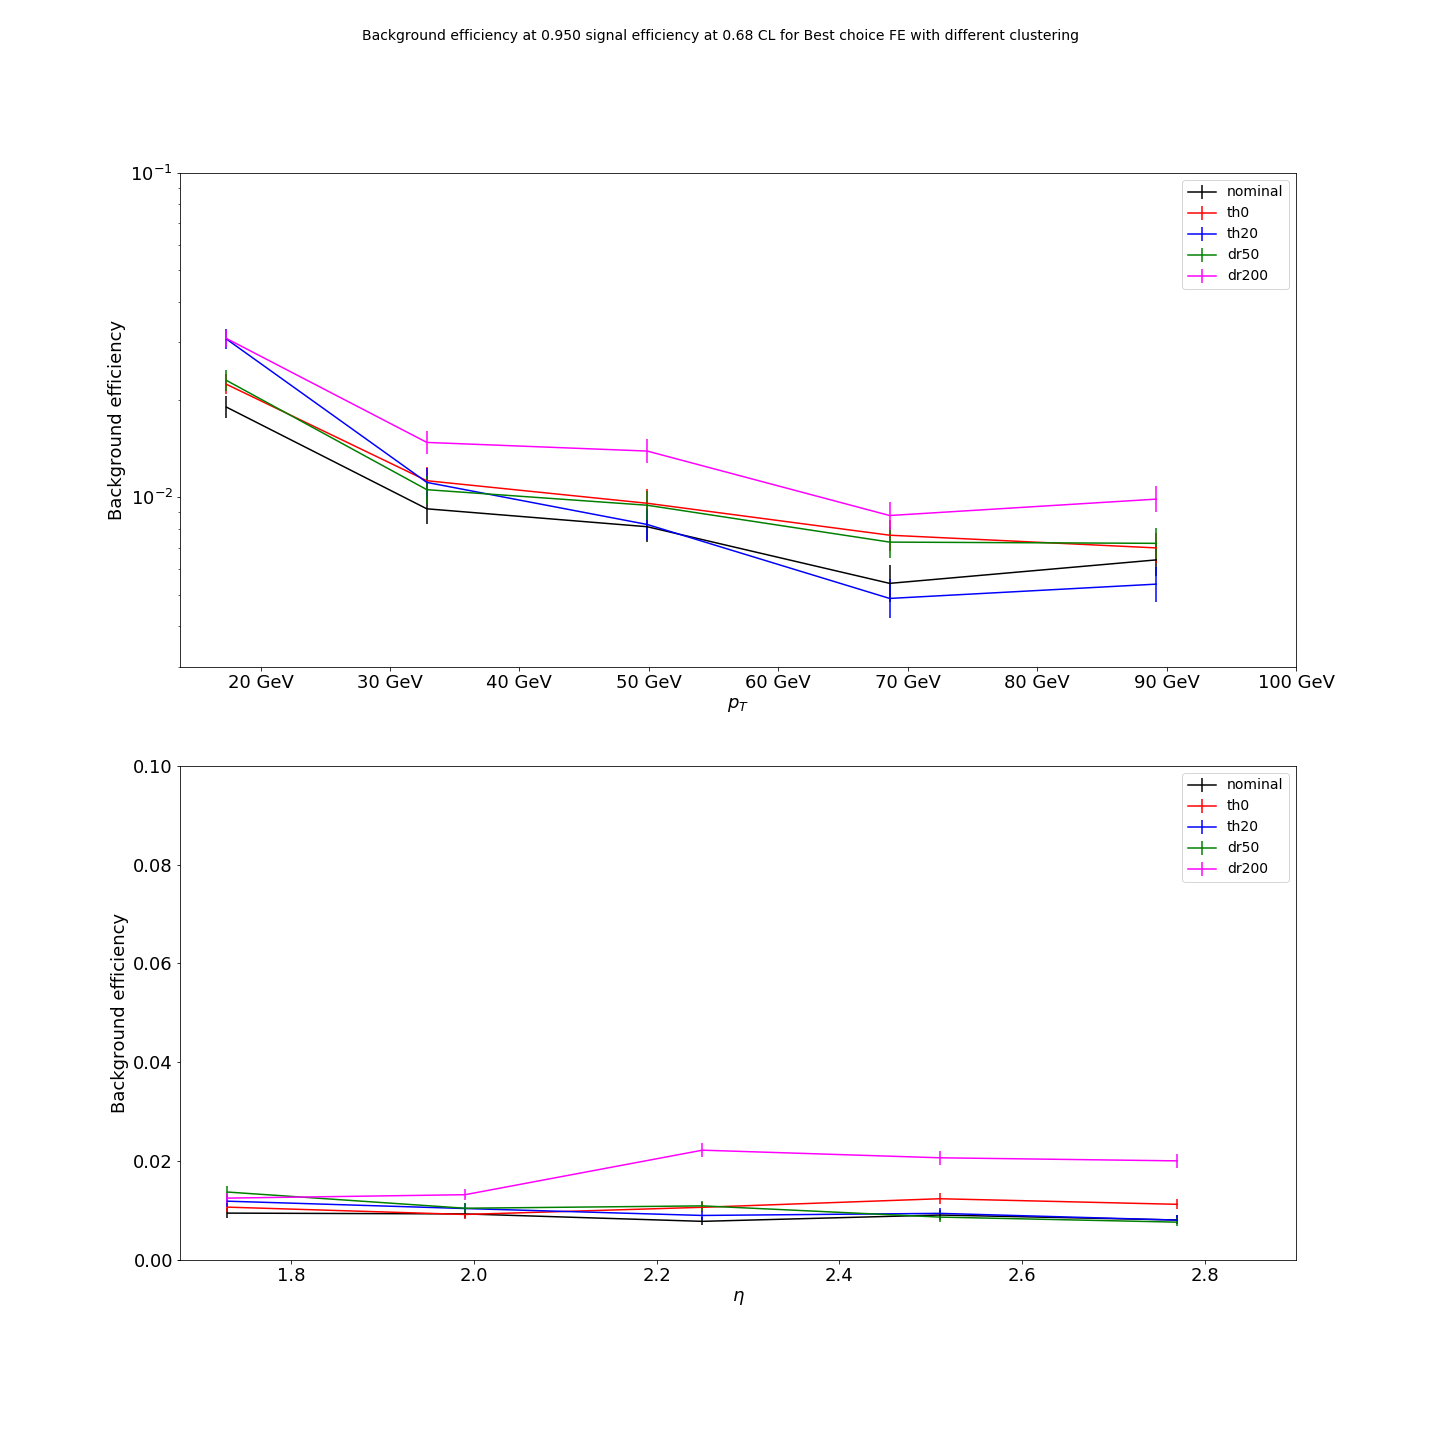 Background efficiency at 0.950 signal efficiency at 0.68 CL for Best choice FE with different clustering
10⁻¹
10⁻²
Background efficiency
nominal
th0
th20
dr50
dr200
20 GeV 30 GeV 40 GeV 50 GeV 60 GeV 70 GeV 80 GeV 90 GeV 100 GeV
p_T
0.10
0.08
0.06
0.04
0.02
0.00
Background efficiency
nominal
th0
th20
dr50
dr200
1.8 2.0 2.2 2.4 2.6 2.8
η